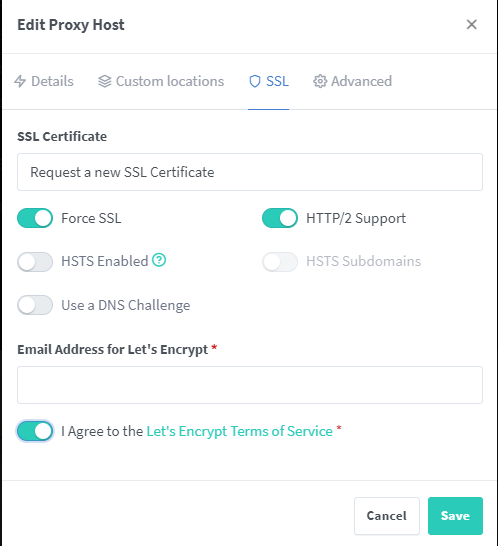 Edit Proxy Host
Details Custom locations SSL Advanced
SSL Certificate
Request a new SSL Certificate
Force SSL HTTP/2 Support
HSTS Enabled ? HSTS Subdomains
Use a DNS Challenge
Email Address for Let's Encrypt *
I Agree to the Let's Encrypt Terms of Service *
Cancel Save